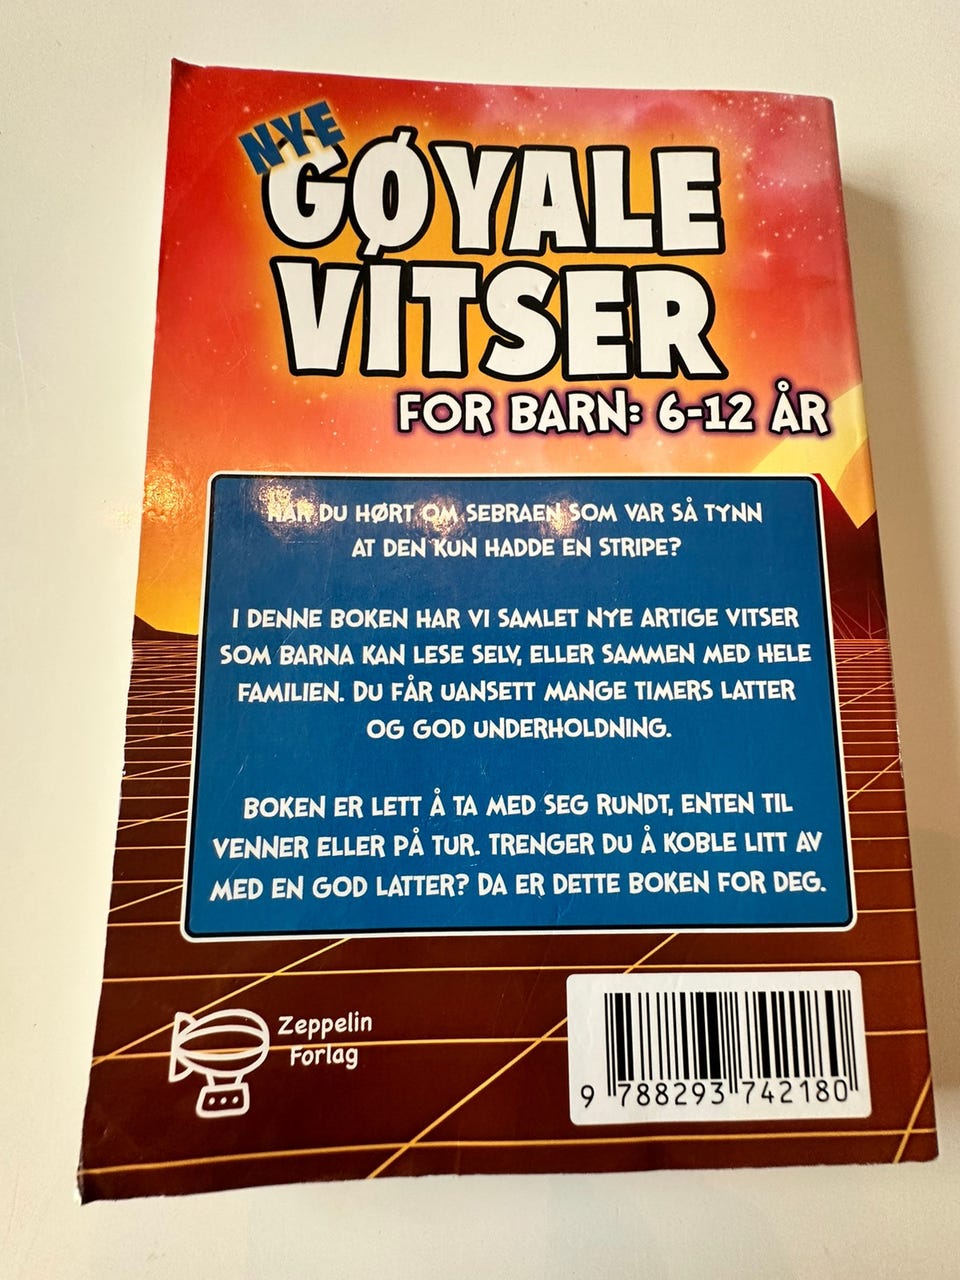 NYE
GØYALE
VITSER
FOR BARN: 6-12 ÅR
HAR DU HØRT OM SEBRAEN SOM VAR SÅ TYNN
AT DEN KUN HADDE EN STRIPE?
I DENNE BOKEN HAR VI SAMLET NYE ARTIGE VITSER
SOM BARNA KAN LESE SELV, ELLER SAMMEN MED HELE
FAMILIEN. DU FÅR UANSETT MANGE TIMERS LATTER
OG GOD UNDERHOLDNING.
BOKEN ER LETT Å TA MED SEG RUNDT, ENTEN TIL
VENNER ELLER PÅ TUR. TRENGER DU Å KOBLE LITT AV
MED EN GOD LATTER? DA ER DETTE BOKEN FOR DEG.
Zeppelin
Forlag
9 788293 742180